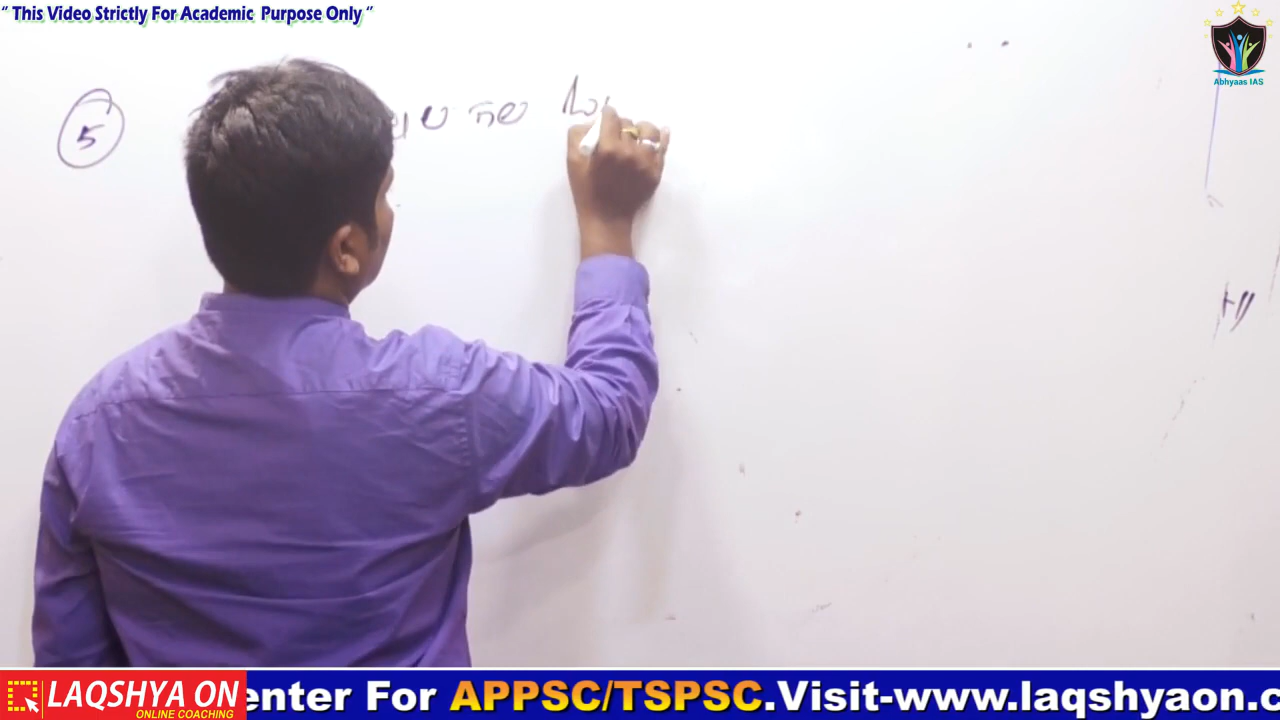 “ This Video Strictly For Academic Purpose Only ”
Abhyaas IAS
5
గల
LAQSHYA ON
ONLINE COACHING
enter For APPSC/TSPSC.Visit-www.laqshyaon.c